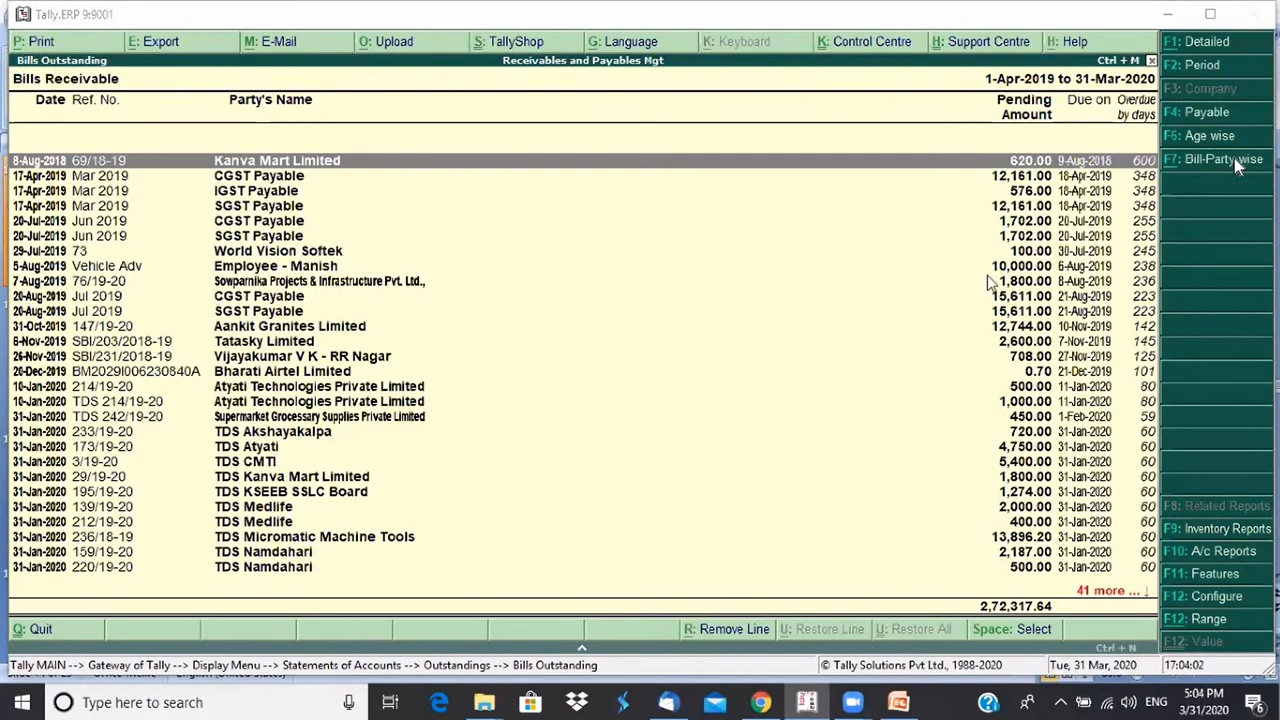 Tally.ERP 9:9001
P: Print E: Export M: E-Mail O: Upload S: TallyShop G: Language K: Keyboard K: Control Centre H: Support Centre H: Help
Bills Outstanding Receivables and Payables Mgt Ctrl + M
Bills Receivable 1-Apr-2019 to 31-Mar-2020
Date Ref. No. Party's Name Pending Amount Due on Overdue by days
8-Aug-2018 69/18-19 Kanva Mart Limited 620.00 9-Aug-2018 600
17-Apr-2019 Mar 2019 CGST Payable 12,161.00 18-Apr-2019 348
17-Apr-2019 Mar 2019 IGST Payable 576.00 18-Apr-2019 348
17-Apr-2019 Mar 2019 SGST Payable 12,161.00 18-Apr-2019 348
20-Jul-2019 Jun 2019 CGST Payable 1,702.00 20-Jul-2019 255
20-Jul-2019 Jun 2019 SGST Payable 1,702.00 20-Jul-2019 255
29-Jul-2019 73 World Vision Softek 100.00 30-Jul-2019 245
5-Aug-2019 Vehicle Adv Employee - Manish 10,000.00 6-Aug-2019 238
7-Aug-2019 76/19-20 Sowparnika Projects & Infrastructure Pvt. Ltd., 1,800.00 8-Aug-2019 236
20-Aug-2019 Jul 2019 CGST Payable 15,611.00 21-Aug-2019 223
20-Aug-2019 Jul 2019 SGST Payable 15,611.00 21-Aug-2019 223
31-Oct-2019 147/19-20 Aankit Granites Limited 12,744.00 10-Nov-2019 142
6-Nov-2019 SBI/203/2018-19 Tatasky Limited 2,600.00 7-Nov-2019 145
26-Nov-2019 SBI/231/2018-19 Vijayakumar V K - RR Nagar 708.00 27-Nov-2019 125
20-Dec-2019 BM2029I006230840A Bharati Airtel Limited 0.70 21-Dec-2019 101
10-Jan-2020 214/19-20 Atyati Technologies Private Limited 500.00 11-Jan-2020 80
10-Jan-2020 TDS 214/19-20 Atyati Technologies Private Limited 1,000.00 11-Jan-2020 80
31-Jan-2020 TDS 242/19-20 Supermarket Grocessary Supplies Private Limited 450.00 1-Feb-2020 59
31-Jan-2020 233/19-20 TDS Akshayakalpa 720.00 31-Jan-2020 60
31-Jan-2020 173/19-20 TDS Atyati 4,750.00 31-Jan-2020 60
31-Jan-2020 3/19-20 TDS CMTI 5,400.00 31-Jan-2020 60
31-Jan-2020 29/19-20 TDS Kanva Mart Limited 1,800.00 31-Jan-2020 60
31-Jan-2020 195/19-20 TDS KSEEB SSLC Board 1,274.00 31-Jan-2020 60
31-Jan-2020 139/19-20 TDS Medlife 2,000.00 31-Jan-2020 60
31-Jan-2020 212/19-20 TDS Medlife 400.00 31-Jan-2020 60
31-Jan-2020 236/18-19 TDS Micromatic Machine Tools 13,896.20 31-Jan-2020 60
31-Jan-2020 159/19-20 TDS Namdahari 2,187.00 31-Jan-2020 60
31-Jan-2020 220/19-20 TDS Namdahari 500.00 31-Jan-2020 60
41 more ... ↓
2,72,317.64
Q: Quit R: Remove Line U: Restore Line U: Restore All Space: Select
Ctrl + N
F1: Detailed
F2: Period
F3: Company
F4: Payable
F6: Age wise
F7: Bill-Party wise
F8: Related Reports
F9: Inventory Reports
F10: A/c Reports
F11: Features
F12: Configure
F12: Range
F12: Value
Tally MAIN --> Gateway of Tally --> Display Menu --> Statements of Accounts --> Outstandings --> Bills Outstanding © Tally Solutions Pvt Ltd., 1988-2020 Tue, 31 Mar, 2020 17:04:02
Type here to search ENG 5:04 PM
3/31/2020 6